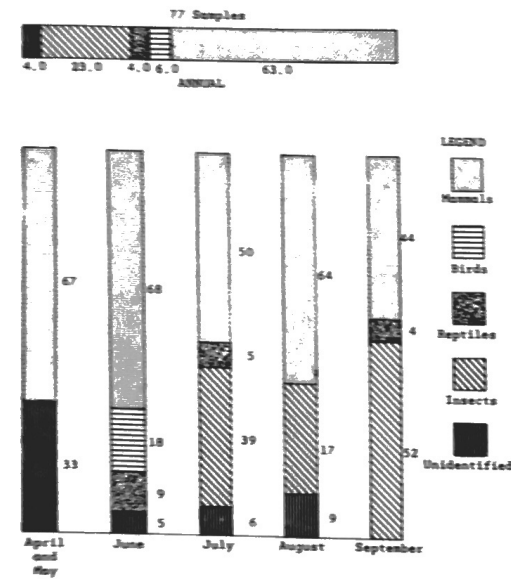 77 Samples
4.0 23.0 4.0 6.0 63.0
ANNUAL
LEGEND
Mammals
Birds
Reptiles
Insects
Unidentified
67
33
68
18
9
5
50
5
39
6
64
17
9
44
4
52
April
and
May
June
July
August
September